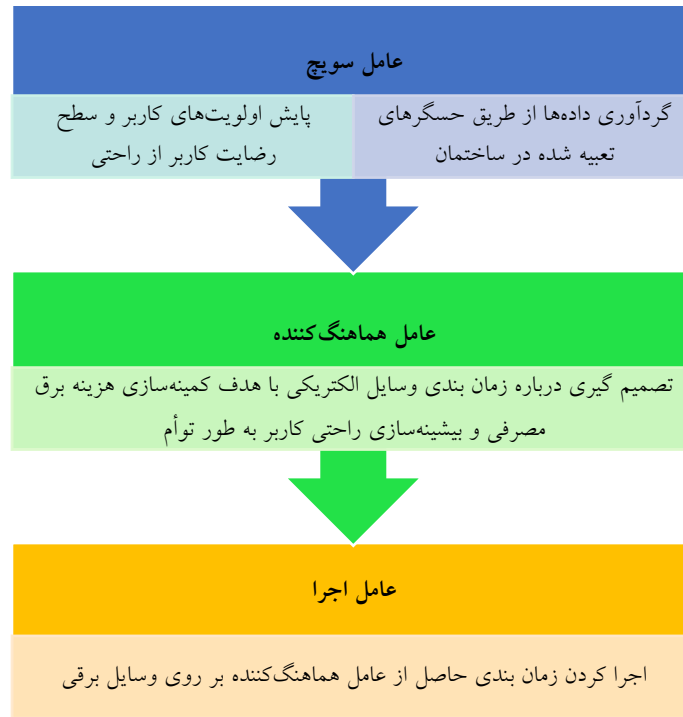 عامل سویچ
گردآوری داده‌ها از طریق حسگرهای
تعبیه شده در ساختمان
پایش اولویت‌های کاربر و سطح
رضایت کاربر از راحتی
عامل هماهنگ‌کننده
تصمیم گیری درباره زمان بندی وسایل الکتریکی با هدف کمینه‌سازی هزینه برق
مصرفی و بیشینه‌سازی راحتی کاربر به طور توأم
عامل اجرا
اجرا کردن زمان بندی حاصل از عامل هماهنگ‌کننده بر روی وسایل برقی